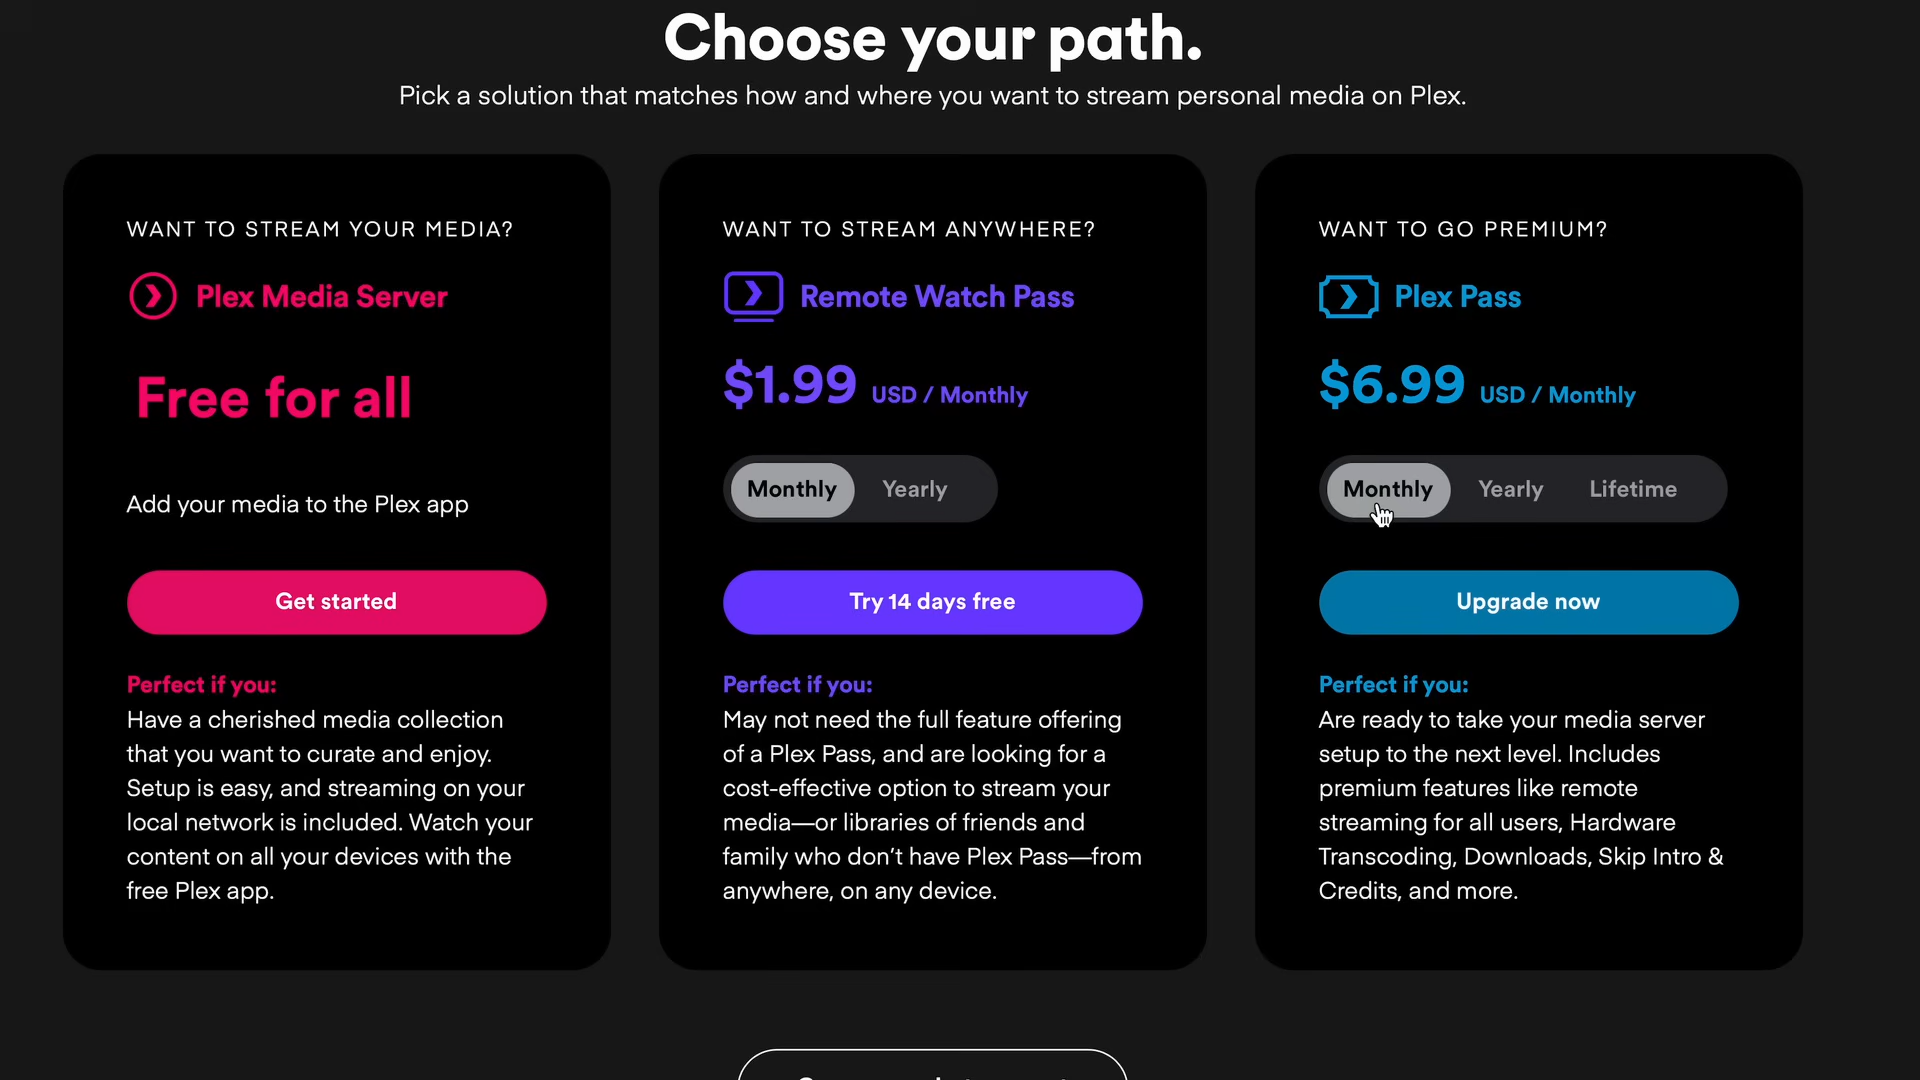 Choose your path.
Pick a solution that matches how and where you want to stream personal media on Plex.
WANT TO STREAM YOUR MEDIA?
Plex Media Server
Free for all
Add your media to the Plex app
Get started
Perfect if you:
Have a cherished media collection
that you want to curate and enjoy.
Setup is easy, and streaming on your
local network is included. Watch your
content on all your devices with the
free Plex app.
WANT TO STREAM ANYWHERE?
Remote Watch Pass
$1.99 USD / Monthly
Monthly Yearly
Try 14 days free
Perfect if you:
May not need the full feature offering
of a Plex Pass, and are looking for a
cost-effective option to stream your
media—or libraries of friends and
family who don’t have Plex Pass—from
anywhere, on any device.
WANT TO GO PREMIUM?
Plex Pass
$6.99 USD / Monthly
Monthly Yearly Lifetime
Upgrade now
Perfect if you:
Are ready to take your media server
setup to the next level. Includes
premium features like remote
streaming for all users, Hardware
Transcoding, Downloads, Skip Intro &
Credits, and more.